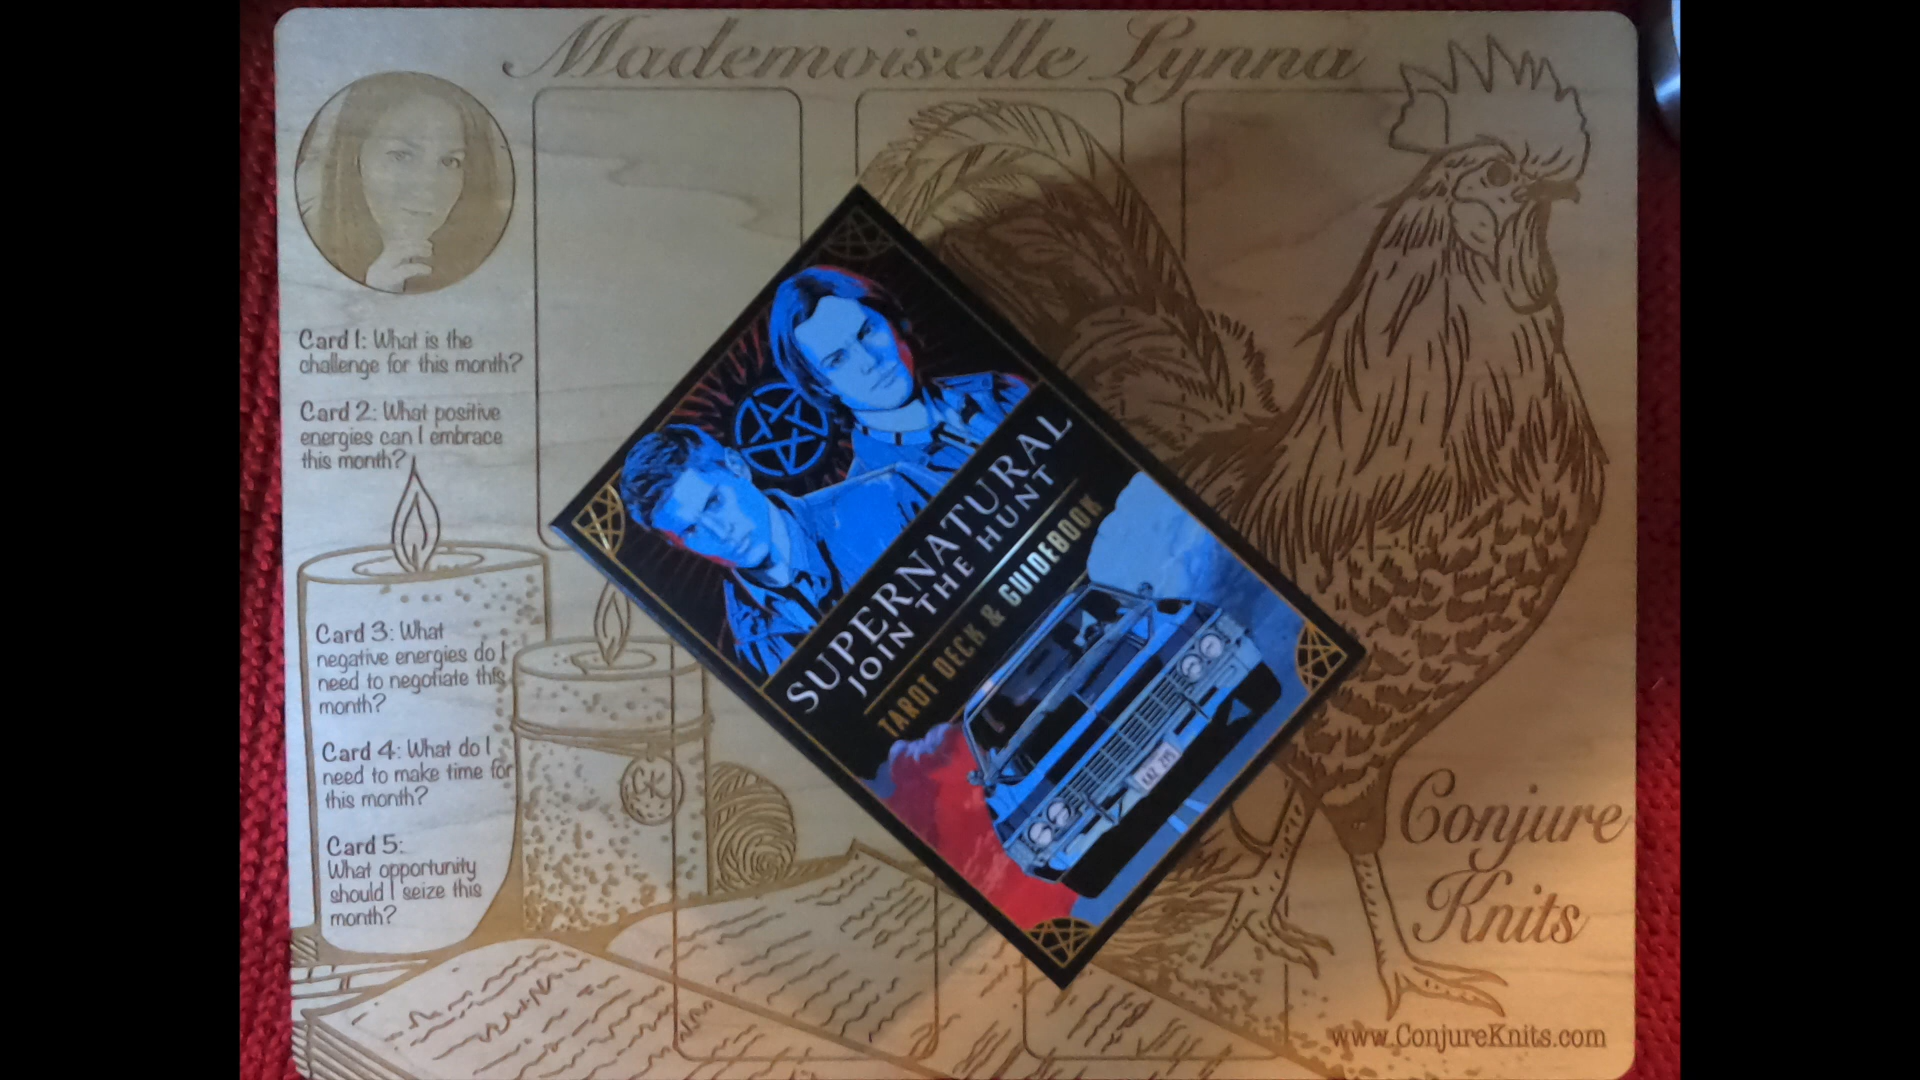 Mademoiselle Lynna
Card 1: What is the
challenge for this month?
Card 2: What positive
energies can I embrace
this month?
Card 3: What
negative energies do I
need to negotiate this
month?
Card 4: What do I
need to make time for
this month?
Card 5:
What opportunity
should I seize this
month?
CK
SUPERNATURAL
JOIN THE HUNT
TAROT DECK & GUIDEBOOK
KAZ 2Y5
Conjure
Knits
www.ConjureKnits.com